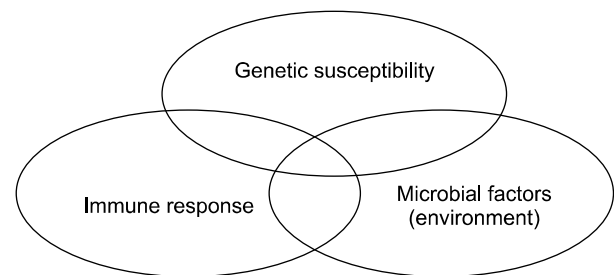 Genetic susceptibility
Immune response
Microbial factors
(environment)